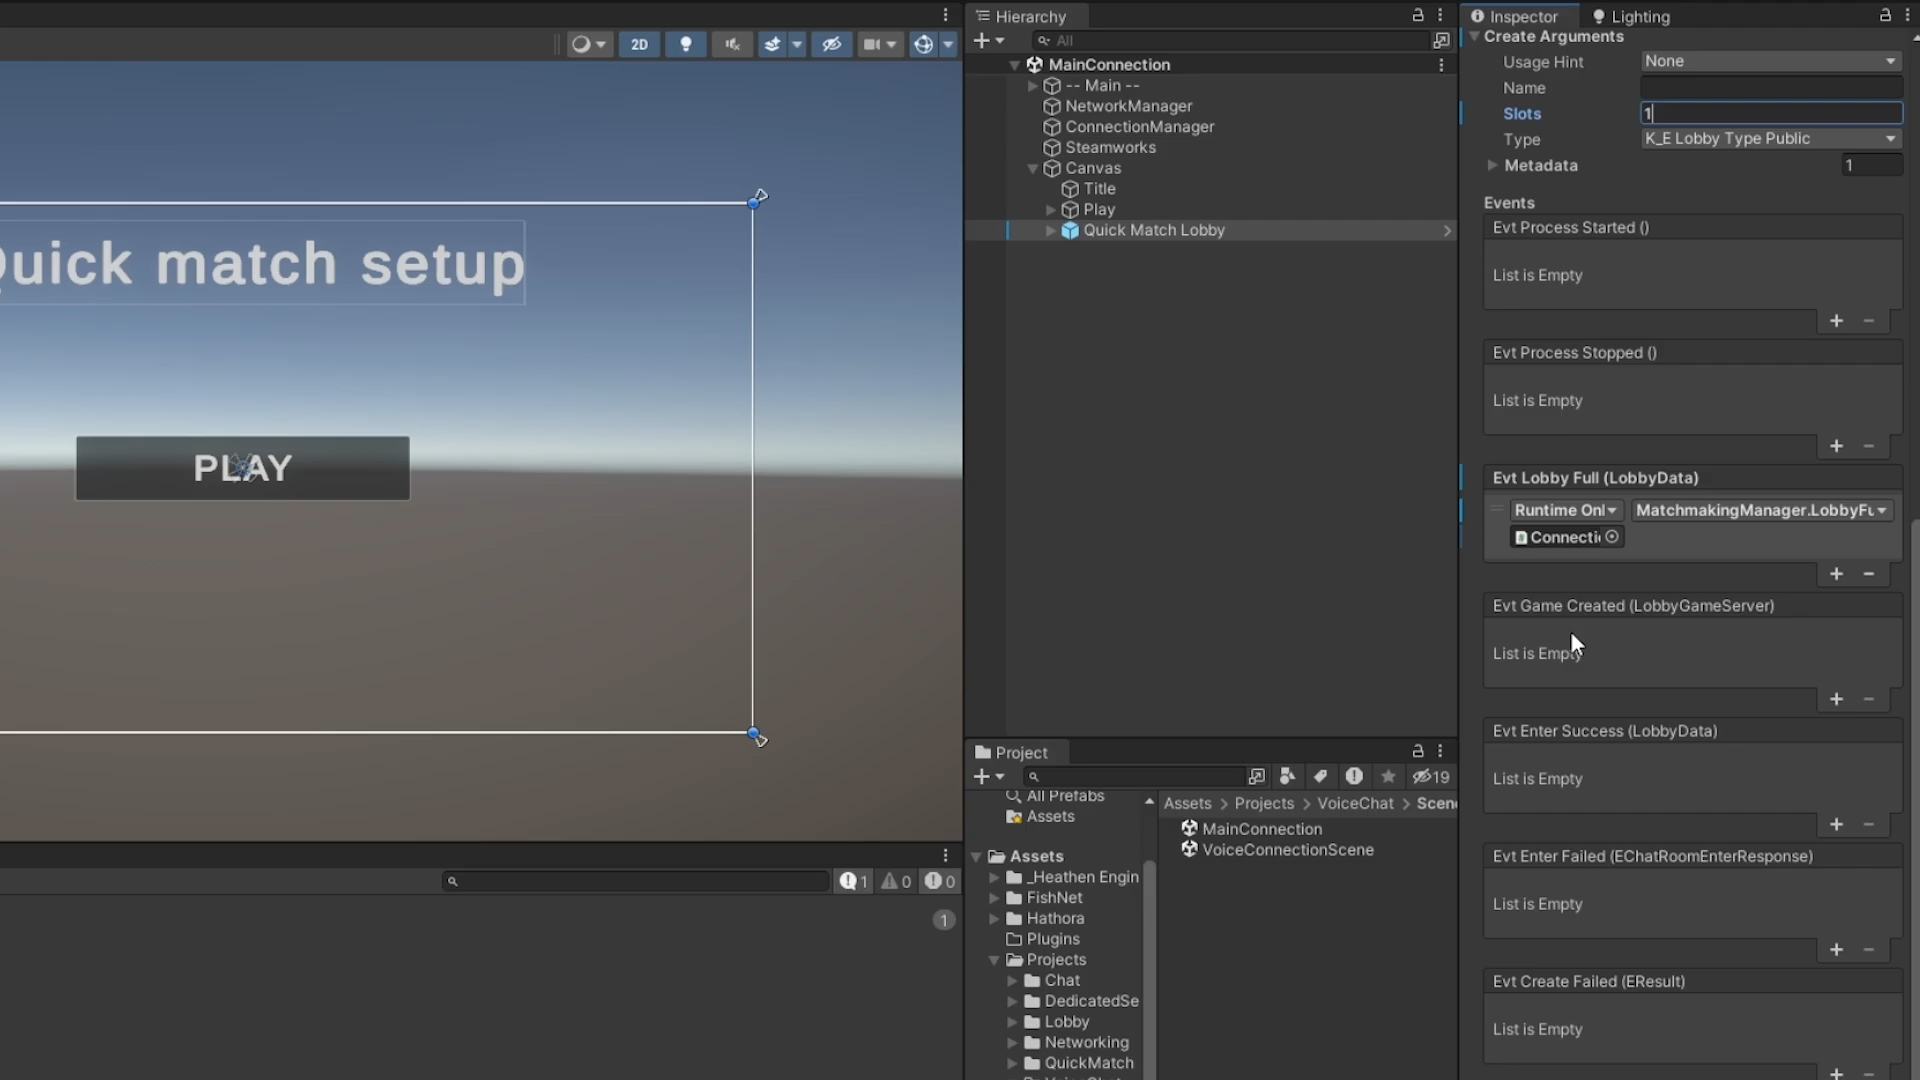 2D
uick match setup
PLAY
1
0
0
1
Hierarchy
All
MainConnection
-- Main --
NetworkManager
ConnectionManager
Steamworks
Canvas
Title
Play
Quick Match Lobby
Project
19
All Prefabs
Assets
Assets
_Heathen Engin
FishNet
Hathora
Plugins
Projects
Chat
DedicatedSe
Lobby
Networking
QuickMatch
Assets > Projects > VoiceChat > Scen
MainConnection
VoiceConnectionScene
Inspector
Lighting
Create Arguments
Usage Hint None
Name
Slots 1
Type K_E Lobby Type Public
Metadata 1
Events
Evt Process Started ()
List is Empty
Evt Process Stopped ()
List is Empty
Evt Lobby Full (LobbyData)
Runtime Onl MatchmakingManager.LobbyFu
Connecti
Evt Game Created (LobbyGameServer)
List is Empty
Evt Enter Success (LobbyData)
List is Empty
Evt Enter Failed (EChatRoomEnterResponse)
List is Empty
Evt Create Failed (EResult)
List is Empty